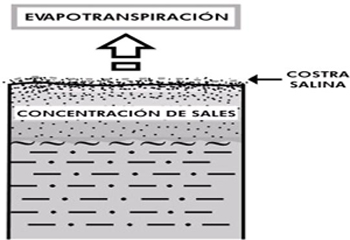 EVAPOTRANSPIRACIÓN
COSTRA
SALINA
CONCENTRACIÓN DE SALES